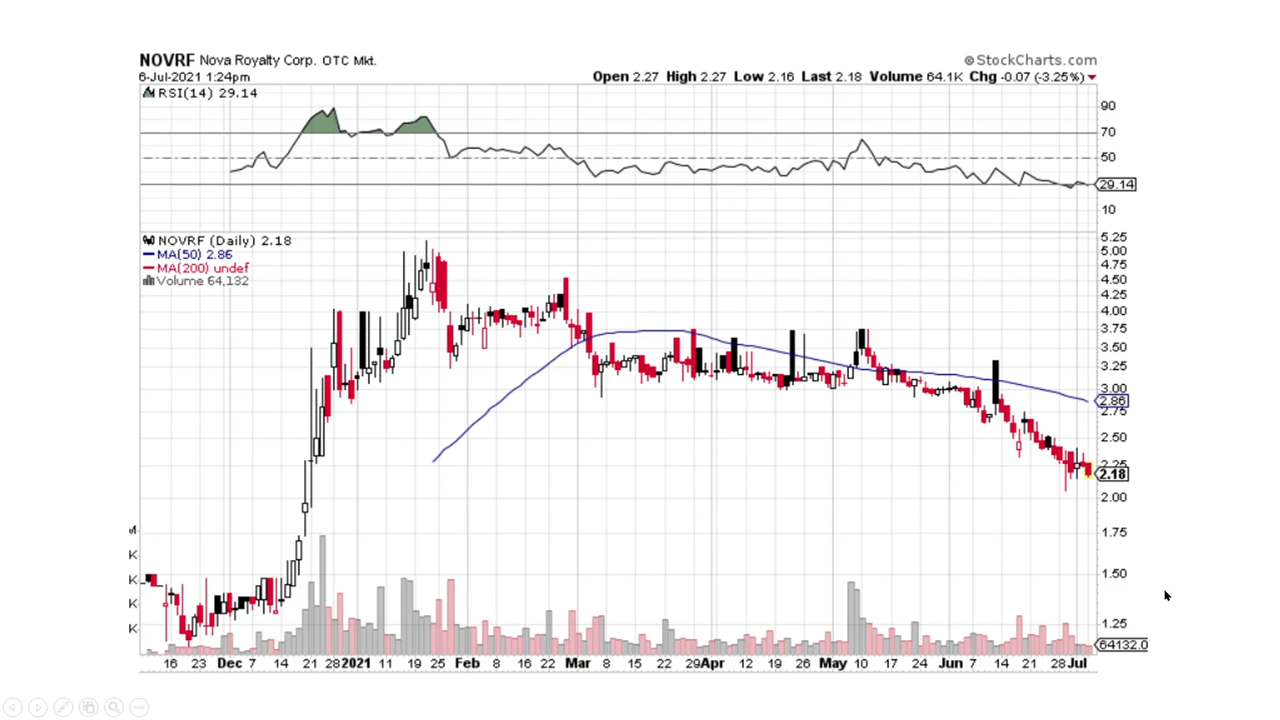 NOVRF Nova Royalty Corp. OTC Mkt. ® StockCharts.com
6-Jul-2021 1:24pm Open 2.27 High 2.27 Low 2.16 Last 2.18 Volume 64.1K Chg -0.07 (-3.25%)
RSI(14) 29.14
90
70
50
29.14
10
NOVRF (Daily) 2.18
MA(50) 2.86
MA(200) undef
Volume 64,132
5.25
5.00
4.75
4.50
4.25
4.00
3.75
3.50
3.25
3.00
2.86
2.75
2.50
2.25
2.18
2.00
1.75
1.50
1.25
M
K
K
K
K
64132.0
16 23 Dec 7 14 21 28 2021 11 19 25 Feb 8 16 22 Mar 8 15 22 29 Apr 12 19 26 May 10 17 24 Jun 7 14 21 28 Jul